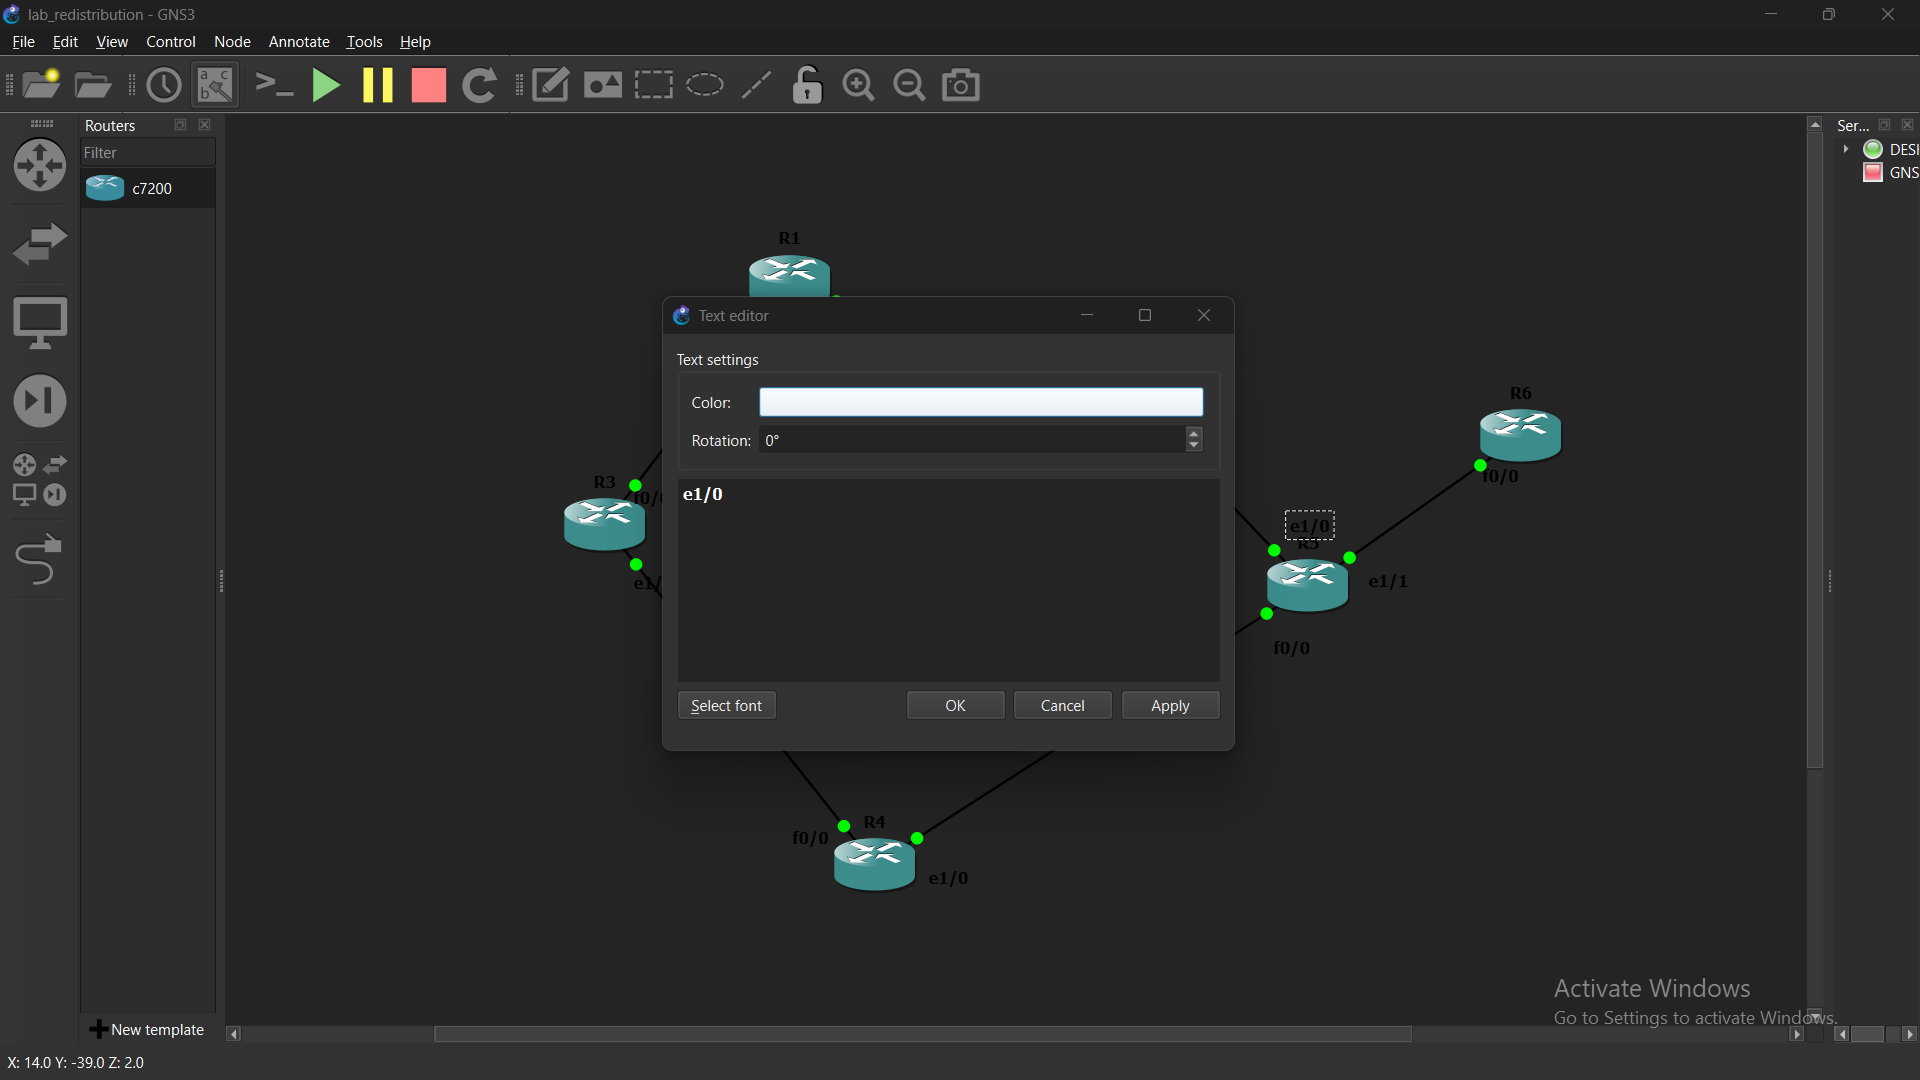 lab_redistribution - GNS3
File Edit View Control Node Annotate Tools Help
Routers
Filter
c7200
New template
X: 14.0 Y: -39.0 Z: 2.0
R1
R3
R4
f0/0
e1/0
Text editor
Text settings
Color:
Rotation: 0°
e1/0
Select font OK Cancel Apply
R6
f0/0
e1/0
R5
e1/1
f0/0
Ser...
Activate Windows
Go to Settings to activate Windows.